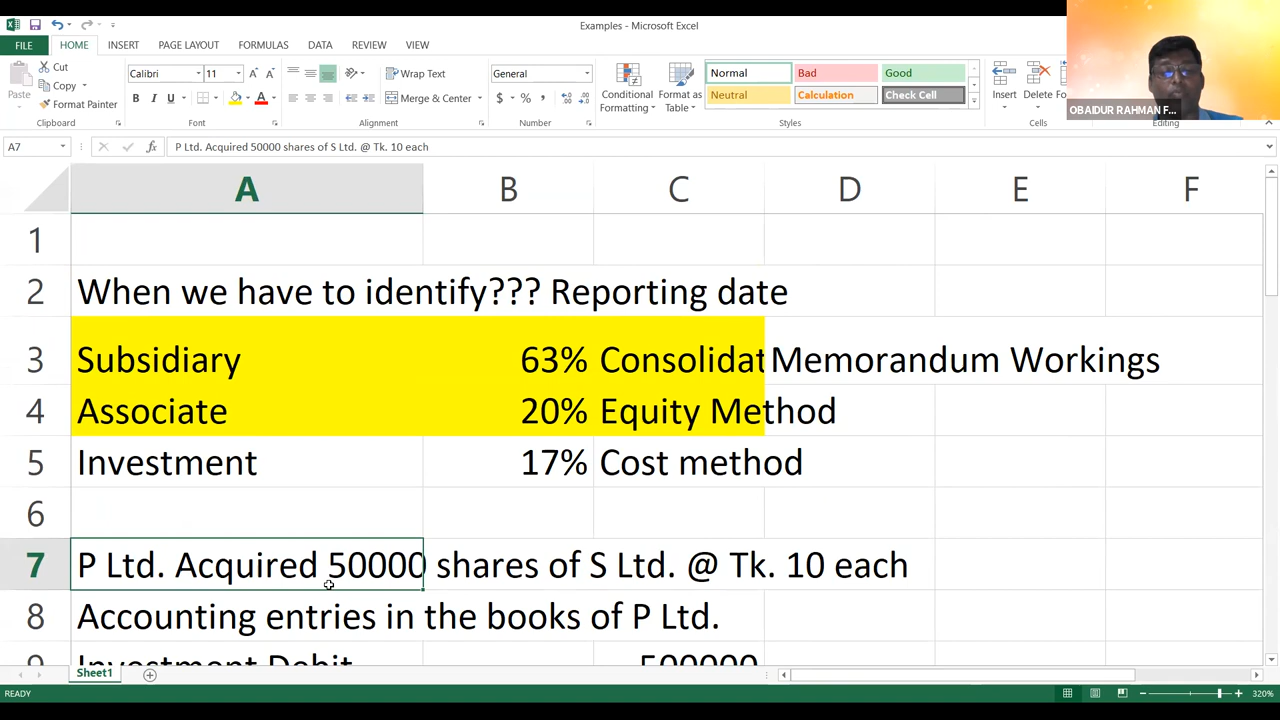 Examples - Microsoft Excel
FILE HOME INSERT PAGE LAYOUT FORMULAS DATA REVIEW VIEW
Cut
Copy
Format Painter
Paste
Clipboard
Calibri 11
B I U
Font
Wrap Text
Merge & Center
Alignment
General
$ % ,
Number
Conditional Formatting
Format as Table
Normal Bad Good
Neutral Calculation Check Cell
Styles
Insert Delete
Cells
Editing
OBAIDUR RAHMAN F...
A7 fx P Ltd. Acquired 50000 shares of S Ltd. @ Tk. 10 each
A B C D E F
1
2 When we have to identify??? Reporting date
3 Subsidiary 63% Consolidat Memorandum Workings
4 Associate 20% Equity Method
5 Investment 17% Cost method
6
7 P Ltd. Acquired 50000 shares of S Ltd. @ Tk. 10 each
8 Accounting entries in the books of P Ltd.
9 Investment Debit 500000
Sheet1
READY 320%